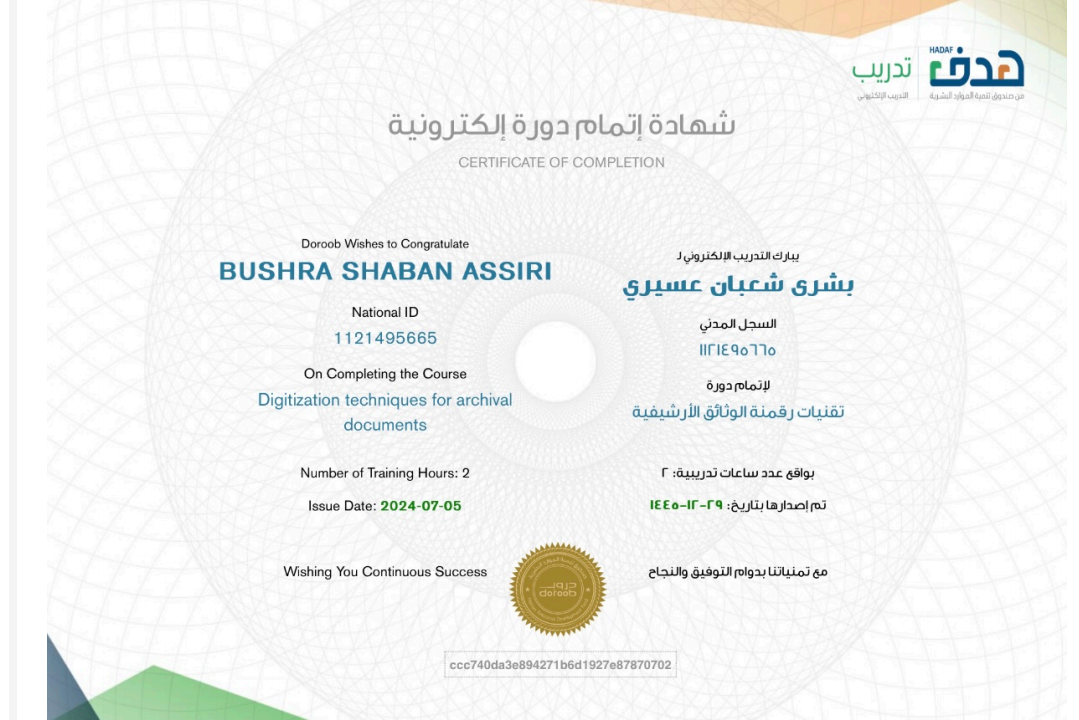 HADAF
هدف
تدريب
من صندوق تنمية الموارد البشرية
التدريب الإلكتروني
شهادة إتمام دورة إلكترونية
CERTIFICATE OF COMPLETION
Doroob Wishes to Congratulate
BUSHRA SHABAN ASSIRI
National ID
1121495665
On Completing the Course
Digitization techniques for archival
documents
Number of Training Hours: 2
Issue Date: 2024-07-05
Wishing You Continuous Success
يبارك التدريب الإلكتروني لـ
بشرى شعبان عسيري
السجل المدني
١١٢١٤٩٥٦٦٥
لإتمام دورة
تقنيات رقمنة الوثائق الأرشيفية
بواقع عدد ساعات تدريبية: ٢
تم إصدارها بتاريخ: ٢٩-١٢-١٤٤٥
مع تمنياتنا بدوام التوفيق والنجاح
دروب
doroob
ccc740da3e894271b6d1927e87870702